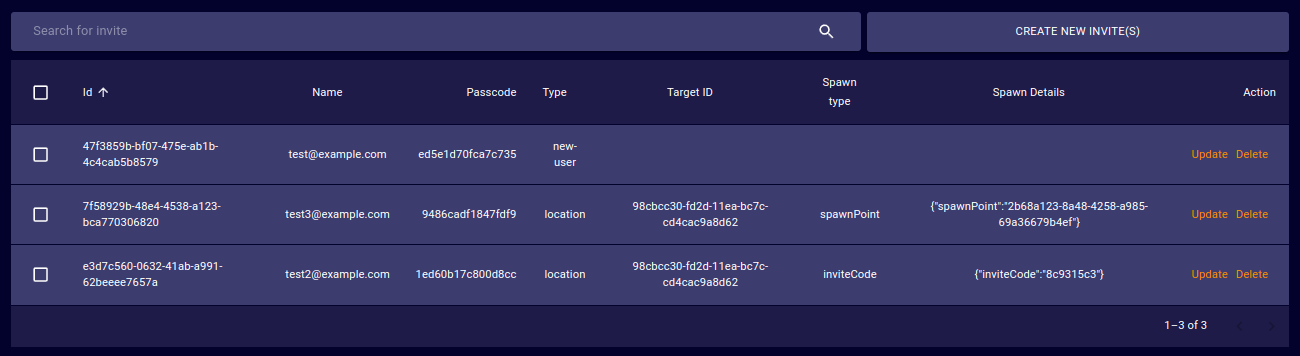 Search for invite
CREATE NEW INVITE(S)
Id Name Passcode Type Target ID Spawn type Spawn Details Action
47f3859b-bf07-475e-ab1b-
4c4cab5b8579
test@example.com
ed5e1d70fca7c735
new-
user
Update Delete
7f58929b-48e4-4538-a123-
bca770306820
test3@example.com
9486cadf1847fdf9
location
98cbcc30-fd2d-11ea-bc7c-
cd4cac9a8d62
spawnPoint
{"spawnPoint":"2b68a123-8a48-4258-a985-
69a36679b4ef"}
Update Delete
e3d7c560-0632-41ab-a991-
62beeee7657a
test2@example.com
1ed60b17c800d8cc
location
98cbcc30-fd2d-11ea-bc7c-
cd4cac9a8d62
inviteCode
{"inviteCode":"8c9315c3"}
Update Delete
1–3 of 3